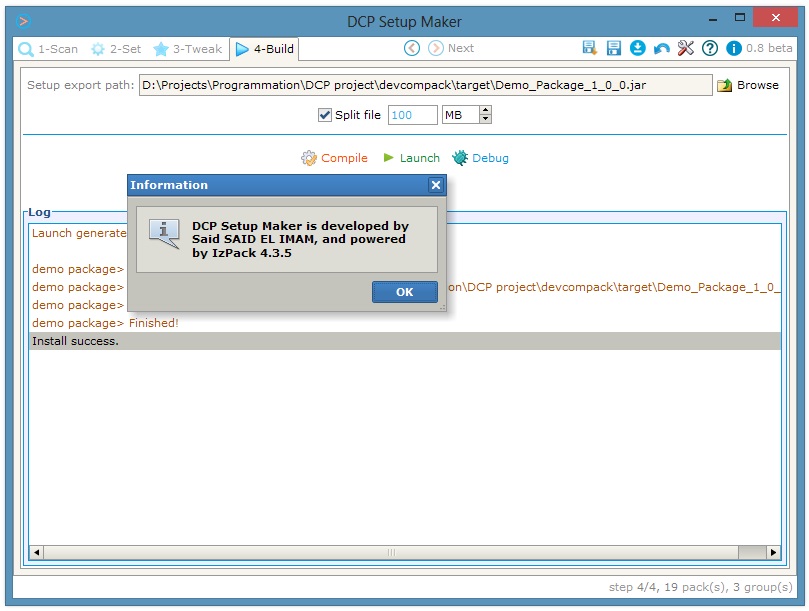 DCP Setup Maker
1-Scan 2-Set 3-Tweak 4-Build Next 0.8 beta
Setup export path: D:\Projects\Programmation\DCP project\devcompack\target\Demo_Package_1_0_0.jar Browse
Split file 100 MB
Compile Launch Debug
Information
DCP Setup Maker is developed by
Said SAID EL IMAM, and powered
by IzPack 4.3.5
OK
Log
Launch generate
demo package>
demo package> on\DCP project\devcompack\target\Demo_Package_1_0_
demo package>
demo package> Finished!
Install success.
step 4/4, 19 pack(s), 3 group(s)